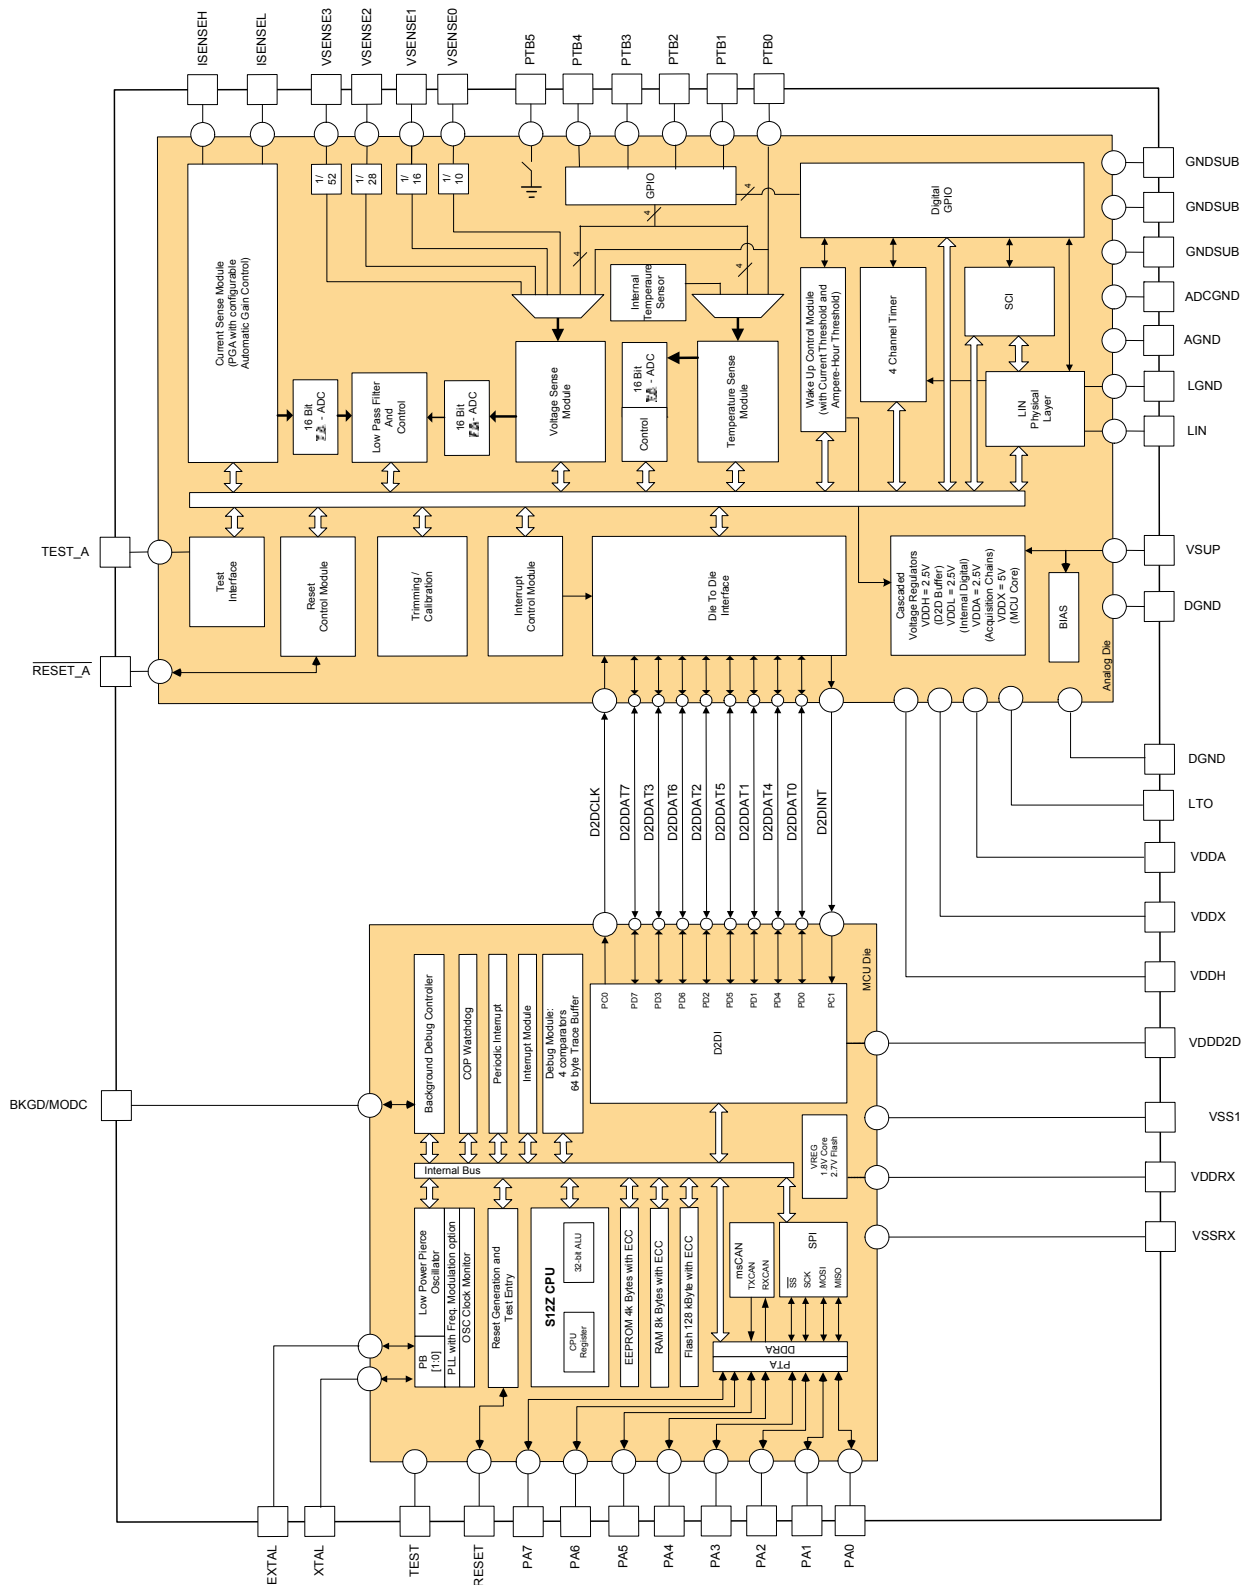 ISENSEH
ISENSEL
VSENSE3
VSENSE2
VSENSE1
VSENSE0
PTB5
PTB4
PTB3
PTB2
PTB1
PTB0
GNDSUB
GNDSUB
GNDSUB
ADCGND
AGND
LGND
LIN
VSUP
DGND
TEST_A
RESET_A
Current Sense Module
(PGA with configurable
Automatic Gain Control)
1/
52
1/
28
1/
16
1/
10
GPIO
4
4
4
4
Digital
GPIO
Internal
Temperaure
Sensor
16 Bit
- ADC
Low Pass Filter
And
Control
16 Bit
- ADC
Voltage Sense
Module
16 Bit
- ADC
Control
Temperature Sense
Module
Wake Up Control Module
(with Current Threshold and
Ampere-Hour Threshold)
4 Channel Timer
SCI
LIN
Physical
Layer
Test
Interface
Reset
Control Module
Trimming /
Calibration
Interrupt
Control Module
Die To Die
Interface
Cascaded
Voltage Regulators
VDDH = 2.5V
(D2D Buffer)
VDDL = 2.5V
(Internal Digital)
VDDA = 2.5V
(Acquisition Chains)
VDDX = 5V
(MCU Core)
BIAS
Analog Die
D2DCLK
D2DDAT7
D2DDAT3
D2DDAT6
D2DDAT2
D2DDAT5
D2DDAT1
D2DDAT4
D2DDAT0
D2DINT
DGND
LTO
VDDA
VDDX
VDDH
VDDD2D
VSS1
VDDRX
VSSRX
BKGD/MODC
MCU Die
Background Debug Controller
COP Watchdog
Periodic Interrupt
Interrupt Module
Debug Module:
4 comparators
64 byte Trace Buffer
PC0
PD7
PD3
PD6
PD2
PD5
PD1
PD4
PD0
PC1
D2DI
Internal Bus
VREG
1.8V Core
2.7V Flash
Low Power Pierce
Oscillator
PB
[1:0]
PLL with Freq. Modulation option
OSC Clock Monitor
Reset Generation and
Test Entry
S12Z CPU
32-bit ALU
CPU
Register
EEPROM 4k Bytes with ECC
RAM 8k Bytes with ECC
Flash 128 kByte with ECC
msCAN
TXCAN
RXCAN
SPI
SS
SCK
MOSI
MISO
DDRA
PTA
EXTAL
XTAL
TEST
RESET
PA7
PA6
PA5
PA4
PA3
PA2
PA1
PA0